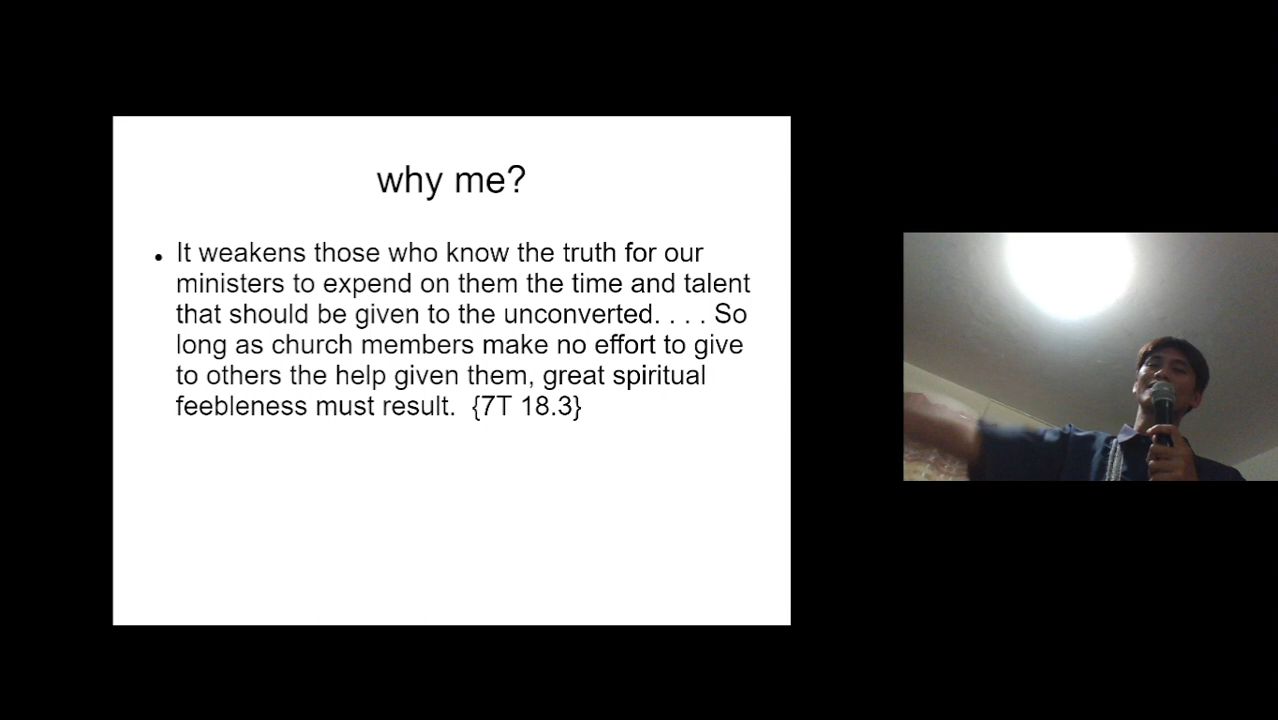 why me?
• It weakens those who know the truth for our
ministers to expend on them the time and talent
that should be given to the unconverted. . . . So
long as church members make no effort to give
to others the help given them, great spiritual
feebleness must result.  {7T 18.3}